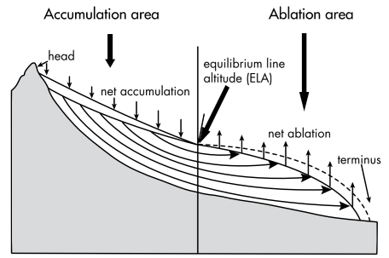 Accumulation area
Ablation area
head
equilibrium line
altitude (ELA)
net accumulation
net ablation
terminus